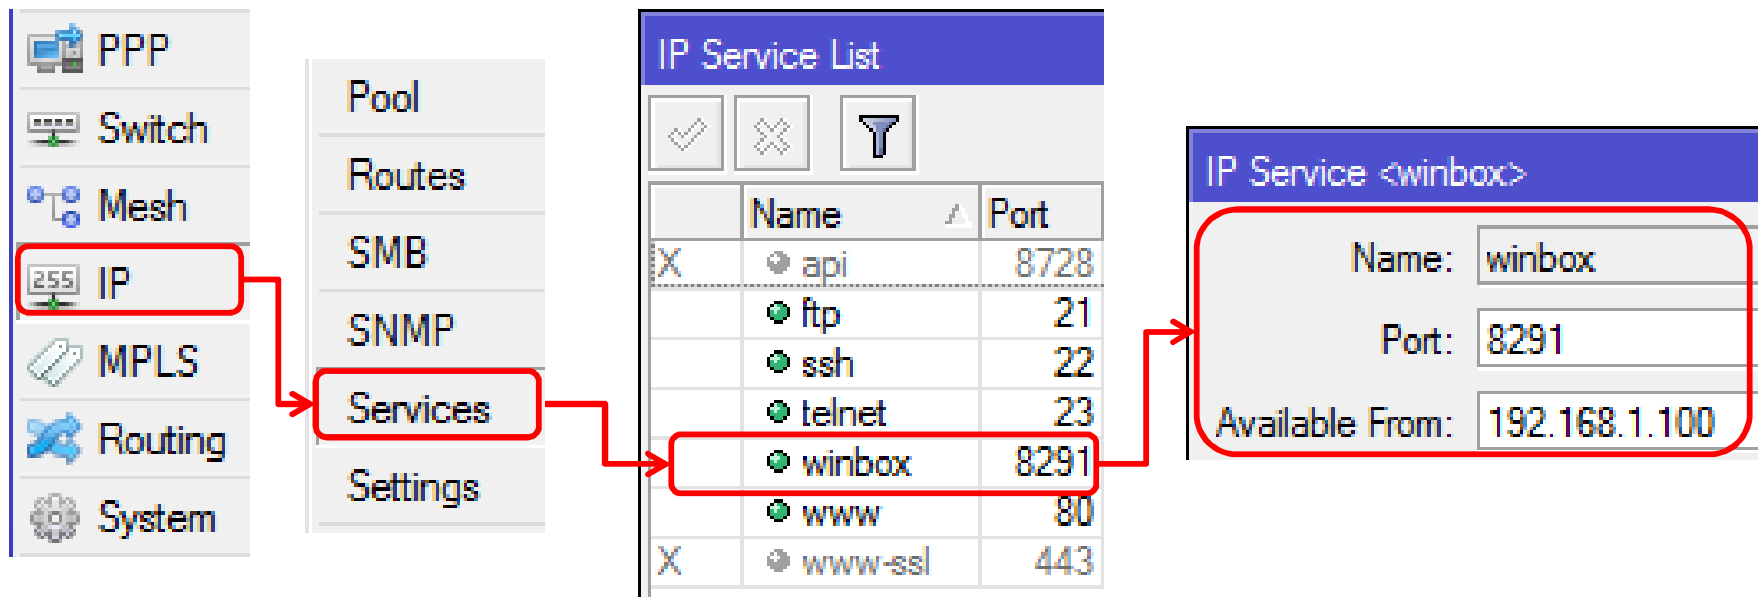 PPP
Switch
Mesh
255 IP
MPLS
Routing
System
Pool
Routes
SMB
SNMP
Services
Settings
IP Service List
Name Port
X api 8728
ftp 21
ssh 22
telnet 23
winbox 8291
www 80
X www-ssl 443
IP Service <winbox>
Name: winbox
Port: 8291
Available From: 192.168.1.100